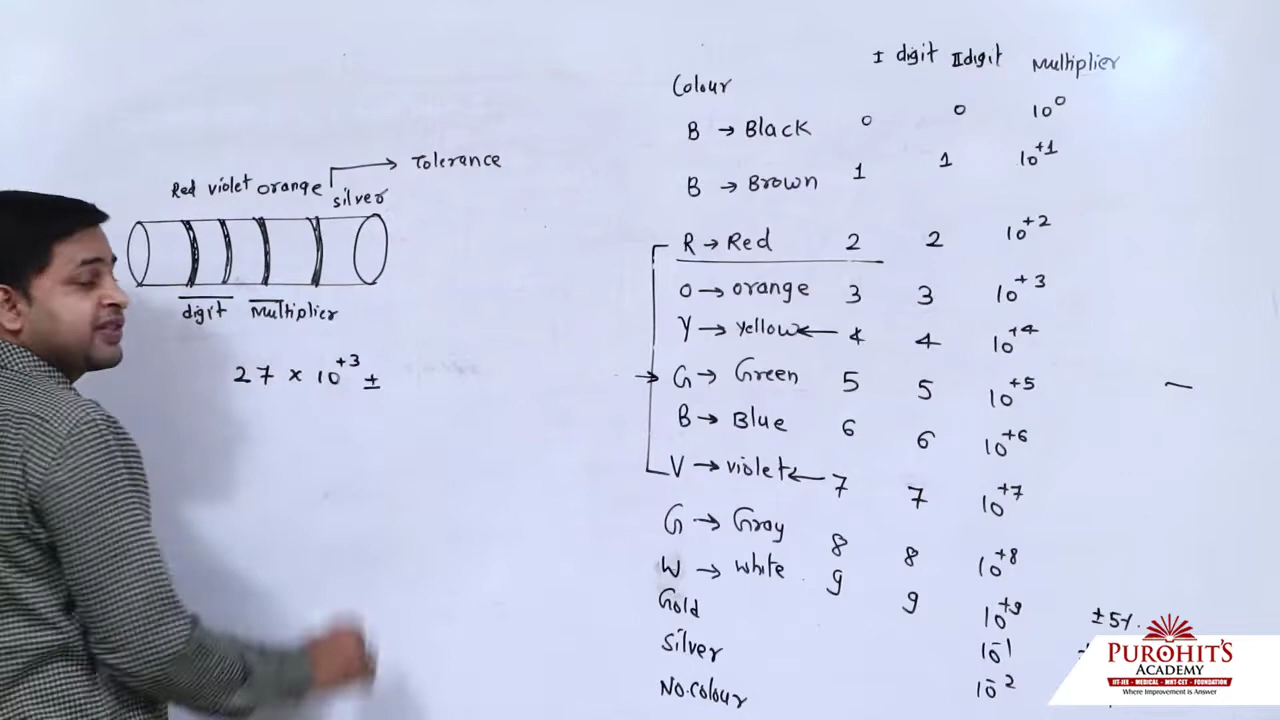 Tolerance
Red violet orange silver
digit Multiplier
27 × 10⁺³ ±
I digit II digit Multiplier
Colour
B → Black 0 0 10⁰
B → Brown 1 1 10⁺¹
R → Red 2 2 10⁺²
O → orange 3 3 10⁺³
Y → yellow ← 4 4 10⁺⁴
→ G → Green 5 5 10⁺⁵
B → Blue 6 6 10⁺⁶
V → violet ← 7 7 10⁺⁷
G → Gray 8 8 10⁺⁸
W → white 9 9 10⁺⁹
Gold 10⁻¹ ±5%.
Silver 10⁻²
No.colour
PUROHIT'S
ACADEMY
IIT-JEE - MEDICAL - MHT-CET - FOUNDATION
Where Improvement is Answer